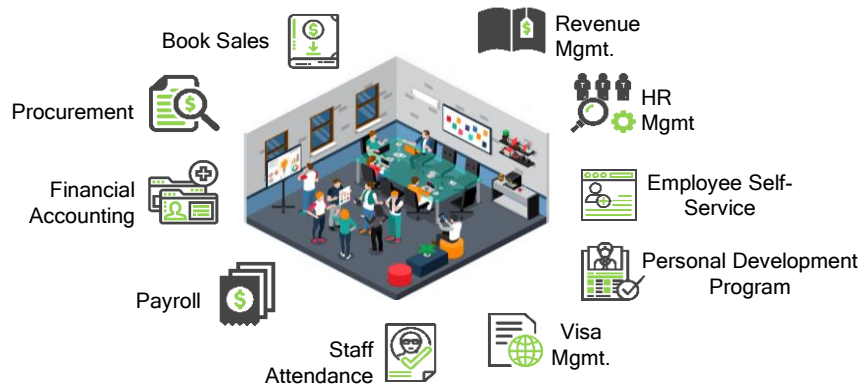 Book Sales
Revenue
Mgmt.
Procurement
HR
Mgmt
Financial
Accounting
Employee Self-
Service
Payroll
Personal Development
Program
Staff
Attendance
Visa
Mgmt.